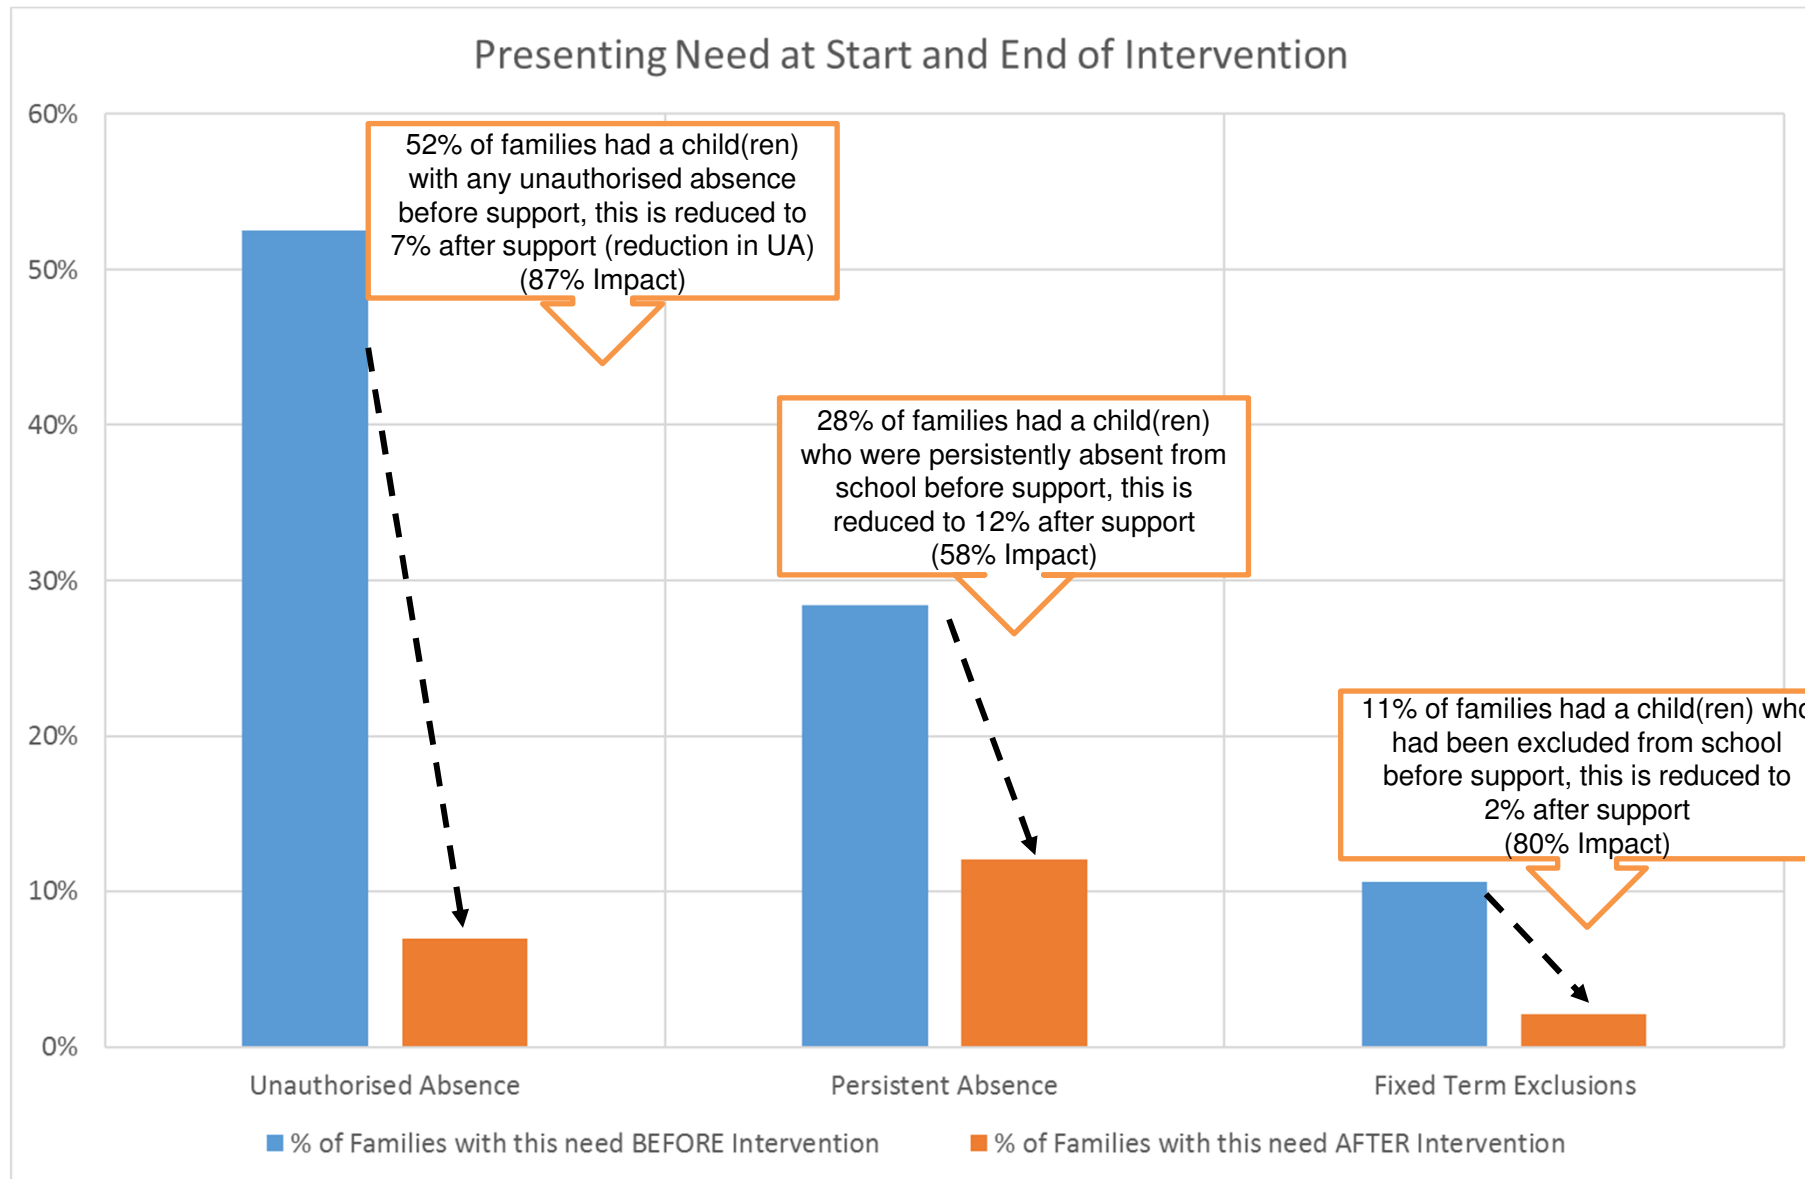 Presenting Need at Start and End of Intervention
60%
50%
40%
30%
20%
10%
0%
52% of families had a child(ren)
with any unauthorised absence
before support, this is reduced to
7% after support (reduction in UA)
(87% Impact)
28% of families had a child(ren)
who were persistently absent from
school before support, this is
reduced to 12% after support
(58% Impact)
11% of families had a child(ren) who
had been excluded from school
before support, this is reduced to
2% after support
(80% Impact)
Unauthorised Absence
Persistent Absence
Fixed Term Exclusions
% of Families with this need BEFORE Intervention
% of Families with this need AFTER Intervention